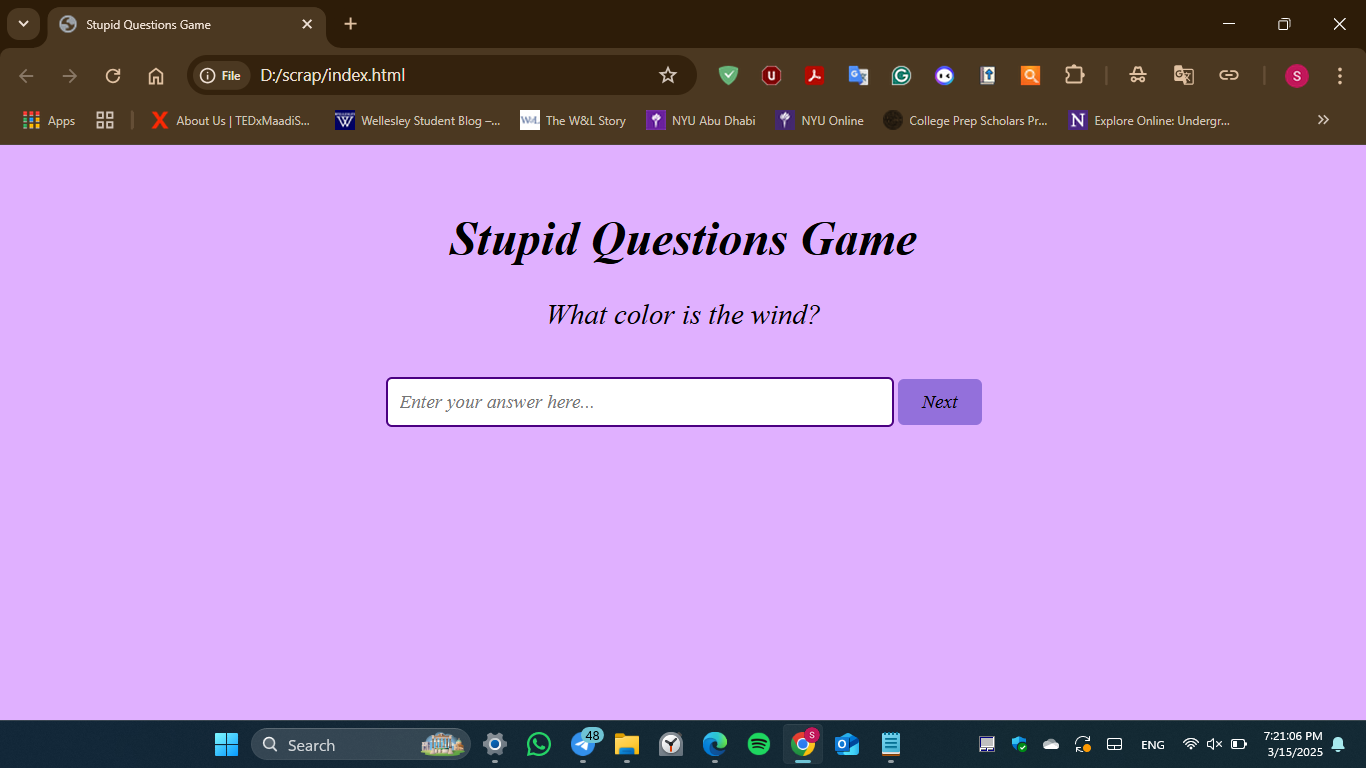 Stupid Questions Game
File D:/scrap/index.html S
Apps About Us | TEDxMaadiS... Wellesley Student Blog –... The W&L Story NYU Abu Dhabi NYU Online College Prep Scholars Pr... N Explore Online: Undergr...
Stupid Questions Game
What color is the wind?
Enter your answer here... Next
Search 48 S ENG 7:21:06 PM
3/15/2025